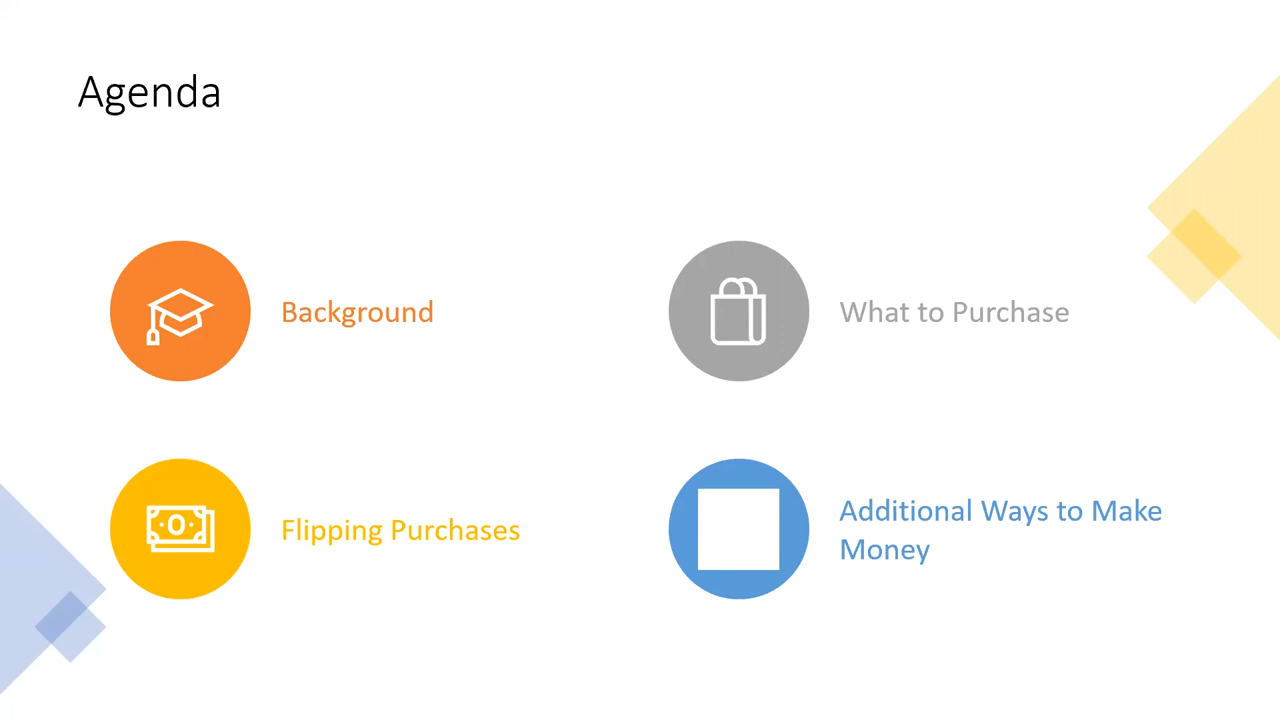 Agenda
Background
What to Purchase
Flipping Purchases
Additional Ways to Make
Money